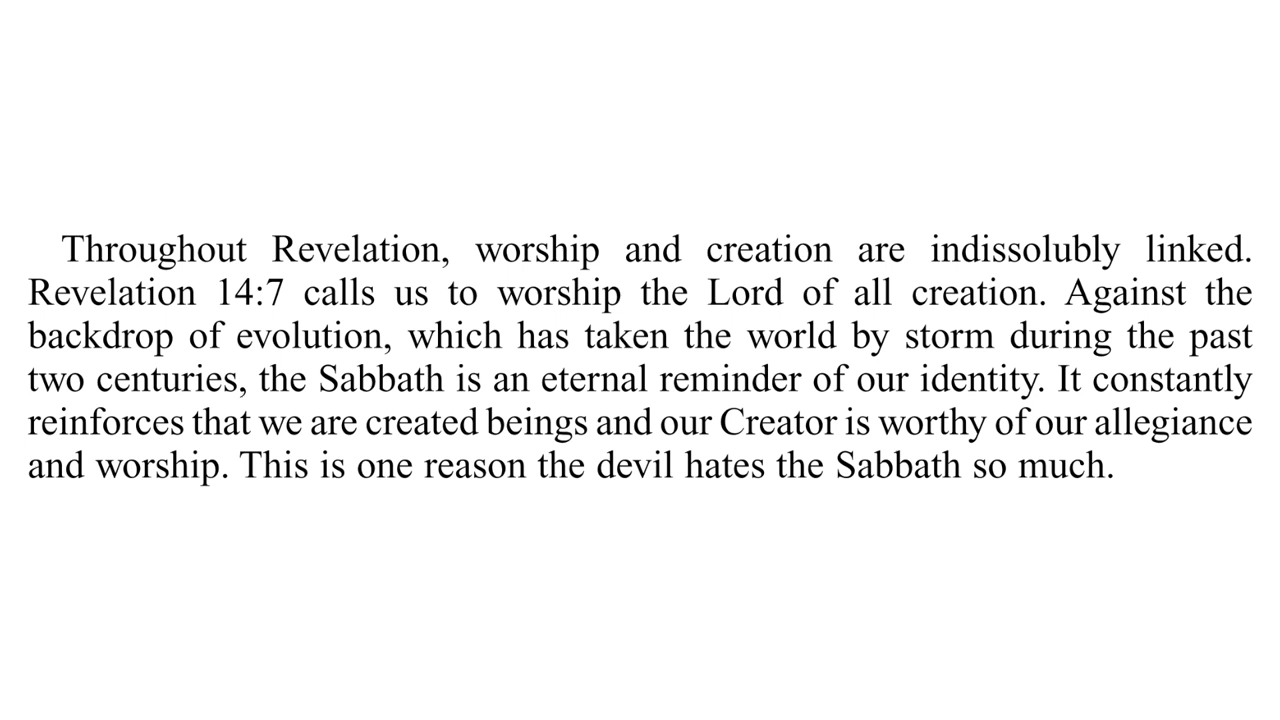 Throughout Revelation, worship and creation are indissolubly linked.
Revelation 14:7 calls us to worship the Lord of all creation. Against the
backdrop of evolution, which has taken the world by storm during the past
two centuries, the Sabbath is an eternal reminder of our identity. It constantly
reinforces that we are created beings and our Creator is worthy of our allegiance
and worship. This is one reason the devil hates the Sabbath so much.